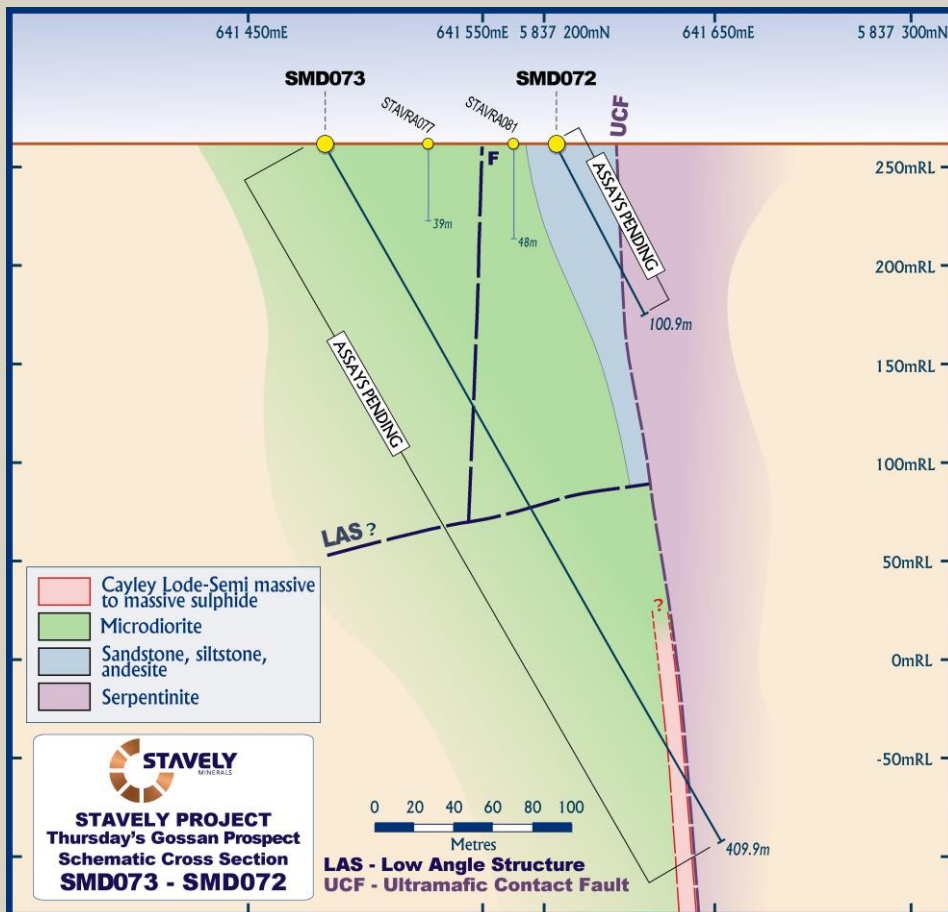 641 450mE
641 550mE
5 837 200mN
641 650mE
5 837 300mN
SMD073
STAVRA077
STAVRA081
SMD072
UCF
F
39m
48m
ASSAYS PENDING
100.9m
ASSAYS PENDING
250mRL
200mRL
150mRL
100mRL
50mRL
0mRL
-50mRL
LAS ?
?
409.9m
Cayley Lode-Semi massive
to massive sulphide
Microdiorite
Sandstone, siltstone,
andesite
Serpentinite
STAVELY
MINERALS
STAVELY PROJECT
Thursday's Gossan Prospect
Schematic Cross Section
SMD073 - SMD072
0 20 40 60 80 100
Metres
LAS - Low Angle Structure
UCF - Ultramafic Contact Fault